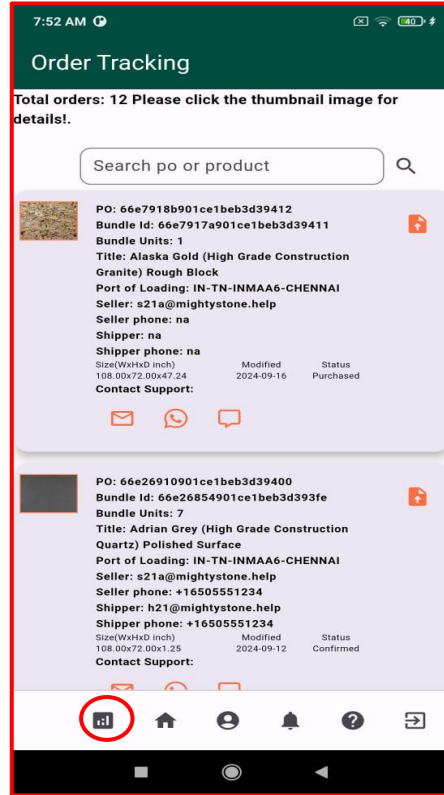 7:52 AM
40
Order Tracking
Total orders: 12 Please click the thumbnail image for
details!.
Search po or product
PO: 66e7918b901ce1beb3d39412
Bundle Id: 66e7917a901ce1beb3d39411
Bundle Units: 1
Title: Alaska Gold (High Grade Construction
Granite) Rough Block
Port of Loading: IN-TN-INMAA6-CHENNAI
Seller: s21a@mightystone.help
Seller phone: na
Shipper: na
Shipper phone: na
Size(WxHxD inch) Modified Status
108.00x72.00x47.24 2024-09-16 Purchased
Contact Support:
PO: 66e26910901ce1beb3d39400
Bundle Id: 66e26854901ce1beb3d393fe
Bundle Units: 7
Title: Adrian Grey (High Grade Construction
Quartz) Polished Surface
Port of Loading: IN-TN-INMAA6-CHENNAI
Seller: s21a@mightystone.help
Seller phone: +16505551234
Shipper: h21@mightystone.help
Shipper phone: +16505551234
Size(WxHxD inch) Modified Status
108.00x72.00x1.25 2024-09-12 Confirmed
Contact Support: